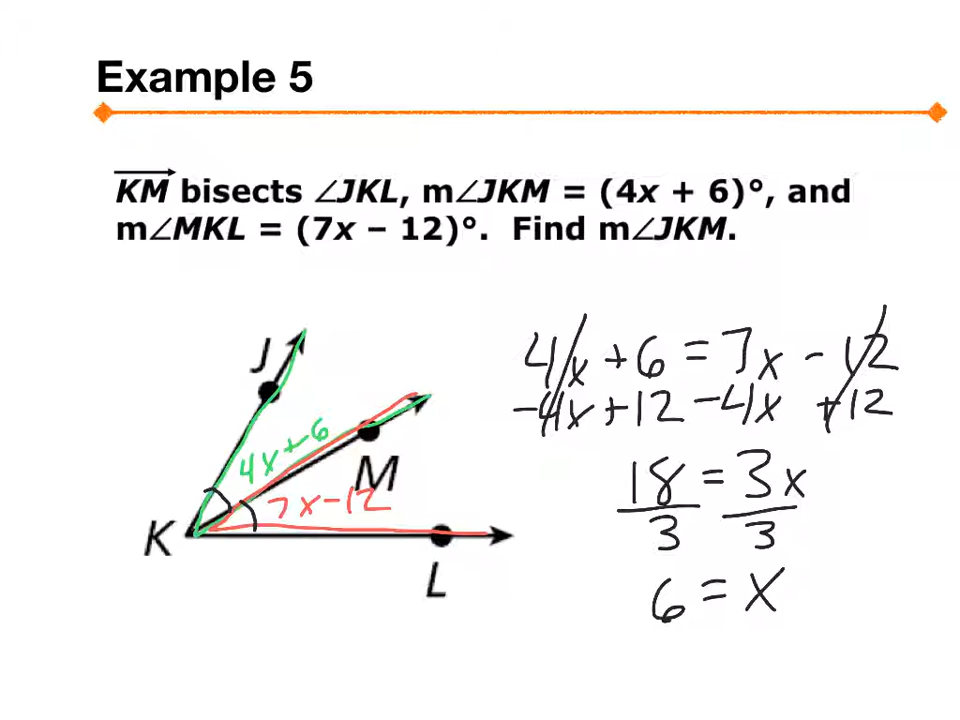 Example 5
KM bisects ∠JKL, m∠JKM = (4x + 6)°, and
m∠MKL = (7x – 12)°.  Find m∠JKM.
J
4x+6
M
7x-12
K
L
4x + 6 = 7x - 12
-4x + 12 -4x + 12
18 = 3x
3 3
6 = x